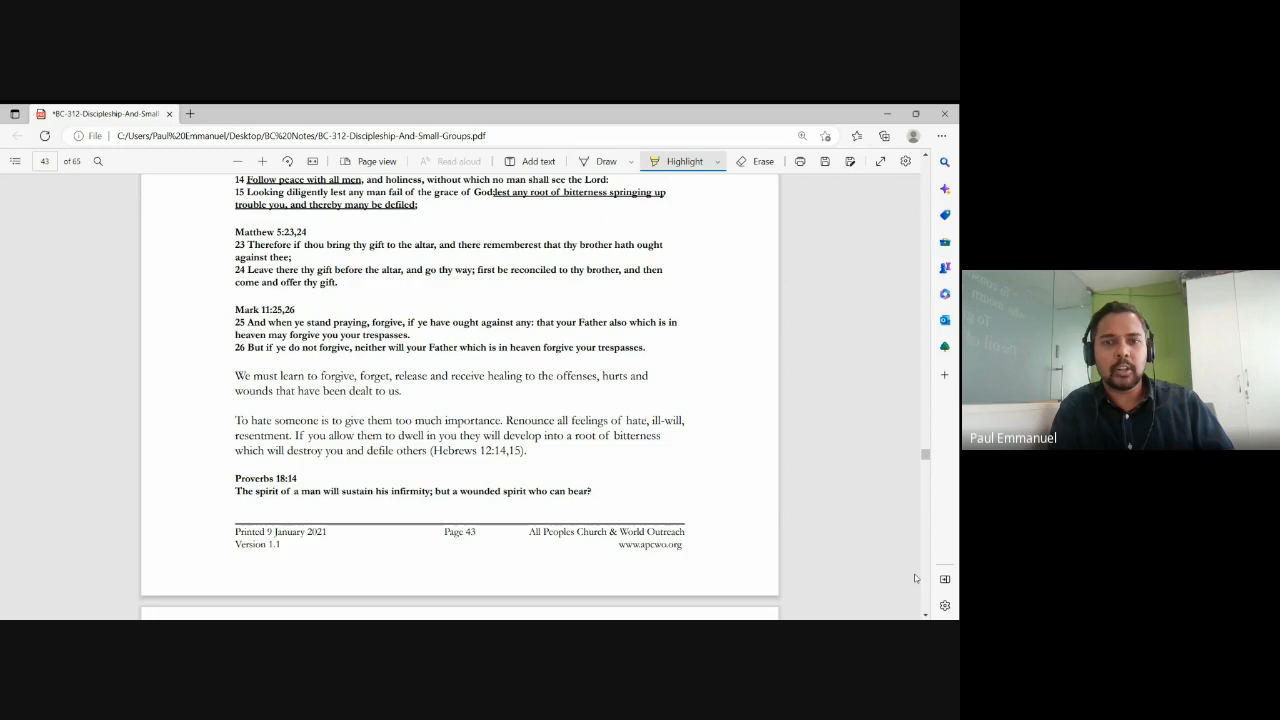 *BC-312-Discipleship-And-Small
File
C:/Users/Paul%20Emmanuel/Desktop/BC%20Notes/BC-312-Discipleship-And-Small-Groups.pdf
43 of 65
Page view
Read aloud
Add text
Draw
Highlight
Erase
14 Follow peace with all men, and holiness, without which no man shall see the Lord:
15 Looking diligently lest any man fail of the grace of God;lest any root of bitterness springing up
trouble you, and thereby many be defiled;
Matthew 5:23,24
23 Therefore if thou bring thy gift to the altar, and there rememberest that thy brother hath ought
against thee;
24 Leave there thy gift before the altar, and go thy way; first be reconciled to thy brother, and then
come and offer thy gift.
Mark 11:25,26
25 And when ye stand praying, forgive, if ye have ought against any: that your Father also which is in
heaven may forgive you your trespasses.
26 But if ye do not forgive, neither will your Father which is in heaven forgive your trespasses.
We must learn to forgive, forget, release and receive healing to the offenses, hurts and
wounds that have been dealt to us.
To hate someone is to give them too much importance. Renounce all feelings of hate, ill-will,
resentment. If you allow them to dwell in you they will develop into a root of bitterness
which will destroy you and defile others (Hebrews 12:14,15).
Proverbs 18:14
The spirit of a man will sustain his infirmity; but a wounded spirit who can bear?
Printed 9 January 2021 Page 43 All Peoples Church & World Outreach
Version 1.1 www.apcwo.org
Paul Emmanuel